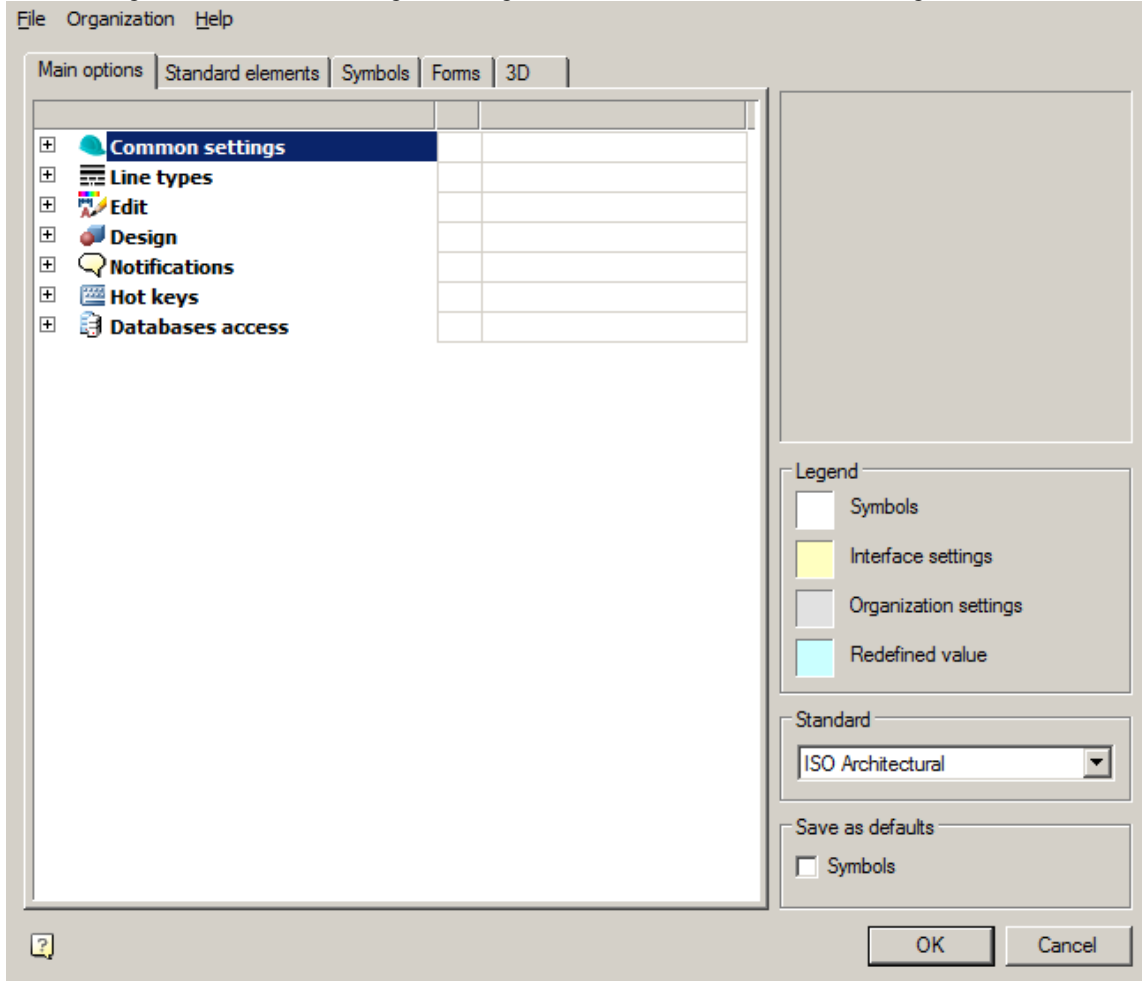 File Organization Help
Main options Standard elements Symbols Forms 3D
Common settings
Line types
Edit
Design
Notifications
Hot keys
Databases access
Legend
Symbols
Interface settings
Organization settings
Redefined value
Standard
ISO Architectural
Save as defaults
Symbols
OK Cancel